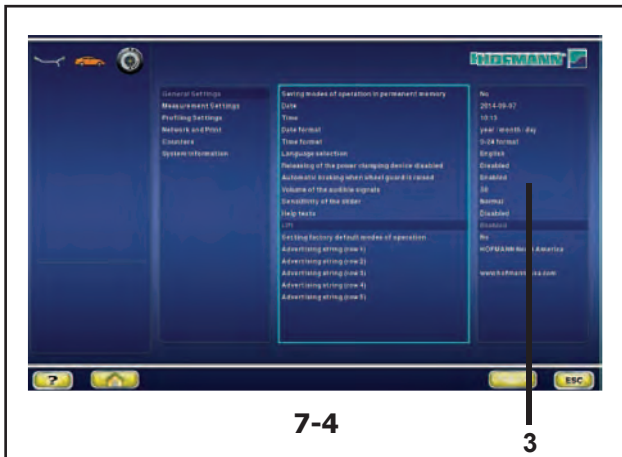 HOFMANN
General Settings
Measurement Settings
Profiling Settings
Network and Print
Counters
System Information
Saving modes of operation in permanent memory
Date
Time
Date format
Time format
Language selection
Releasing of the power clamping device disabled
Automatic braking when wheel guard is raised
Volume of the audible signals
Sensitivity of the slider
Help texts
Lift
Setting factory default modes of operation
Advertising string (row 1)
Advertising string (row 2)
Advertising string (row 3)
Advertising string (row 4)
Advertising string (row 5)
No
2014-09-07
10:13
year - month - day
0-24 format
English
Disabled
Enabled
30
Normal
Disabled
Enabled
No
HOFMANN America
?
ESC
7-4
3